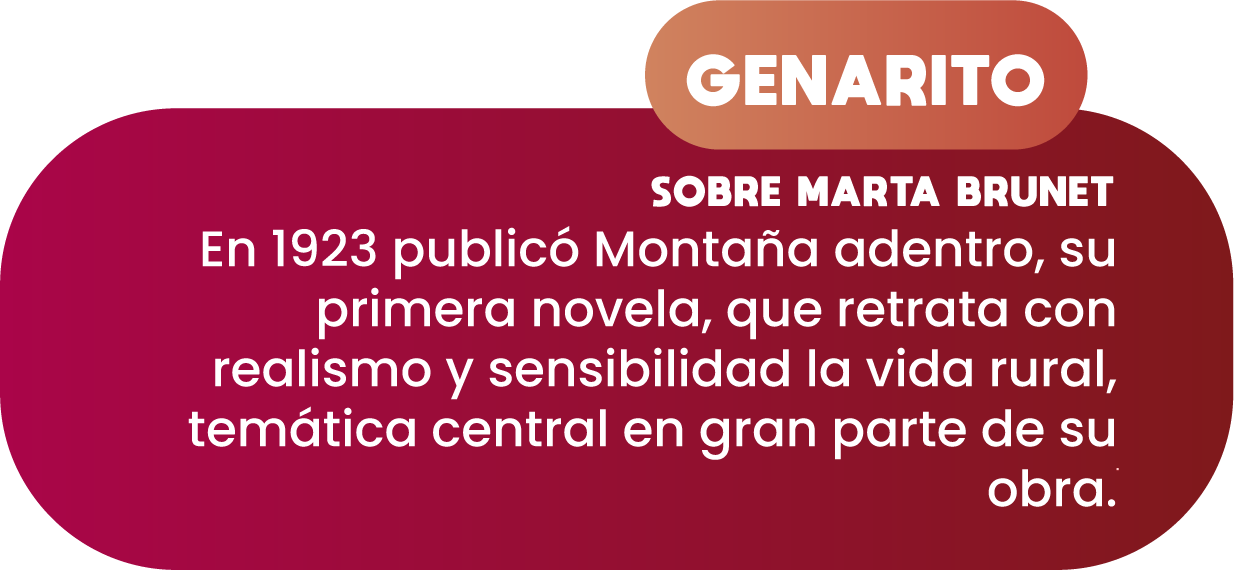 GENARITO
SOBRE MARTA BRUNET
En 1923 publicó Montaña adentro, su
primera novela, que retrata con
realismo y sensibilidad la vida rural,
temática central en gran parte de su
obra.